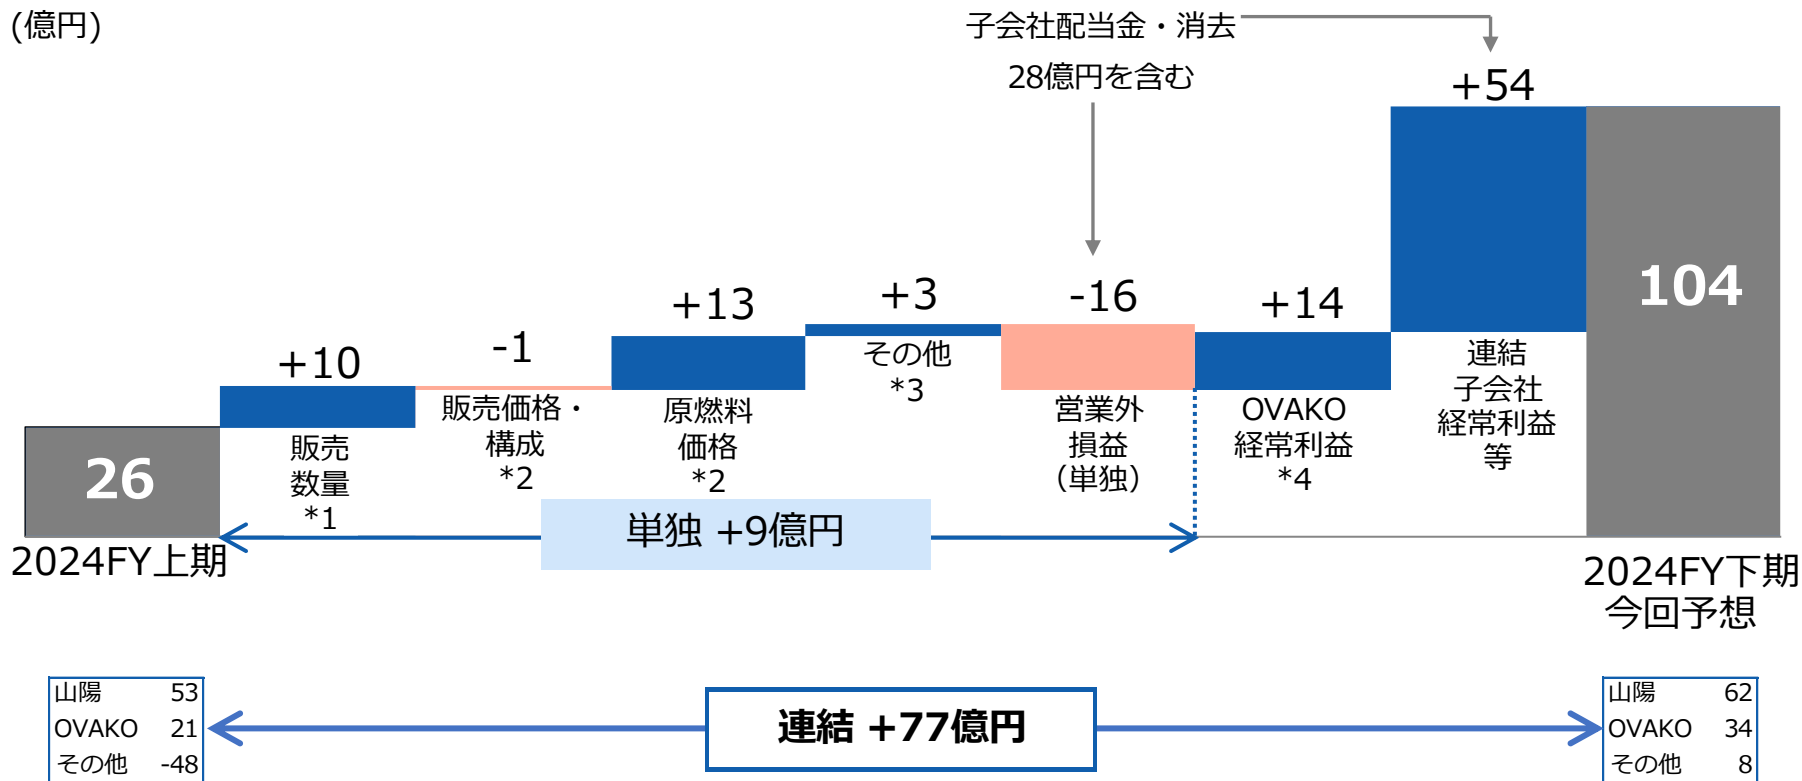 (億円)
子会社配当金・消去
28億円を含む
+54
104
-16
+14
+3
+13
-1
+10
26
販売
数量
*1
販売価格・
構成
*2
原燃料
価格
*2
その他
*3
営業外
損益
(単独)
OVAKO
経常利益
*4
連結
子会社
経常利益
等
単独 +9億円
2024FY上期
2024FY下期
今回予想
山陽 53
OVAKO 21
その他 -48
連結 +77億円
山陽 62
OVAKO 34
その他 8